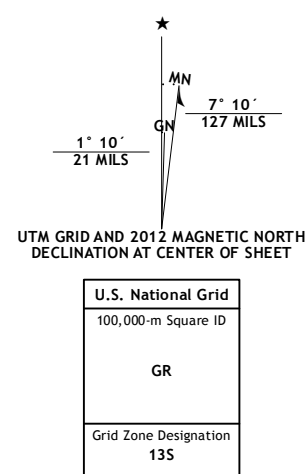 MN
GN
7° 10´
127 MILS
1° 10´
21 MILS
UTM GRID AND 2012 MAGNETIC NORTH
DECLINATION AT CENTER OF SHEET
U.S. National Grid
100,000-m Square ID
GR
Grid Zone Designation
13S